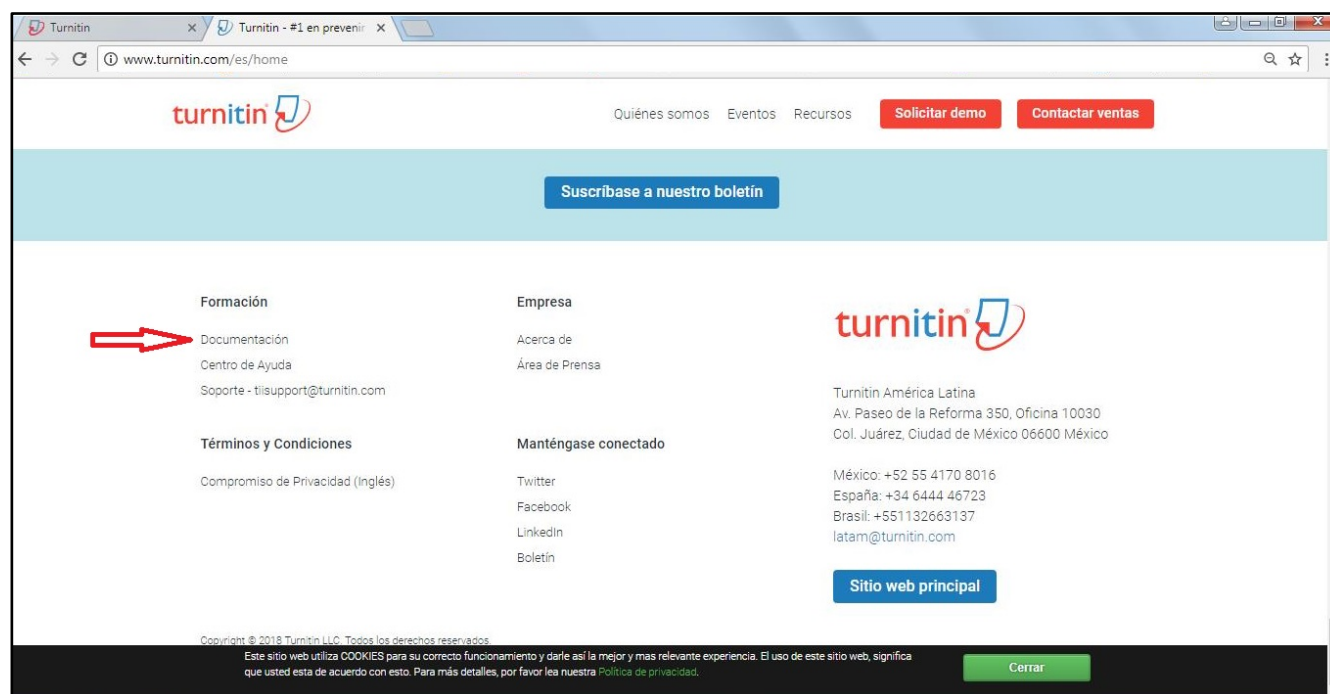 Turnitin
Turnitin - #1 en preveni
www.turnitin.com/es/home
turnitin
Quiénes somos Eventos Recursos Solicitar demo Contactar ventas
Suscríbase a nuestro boletín
Formación
Documentación
Centro de Ayuda
Soporte - tiisupport@turnitin.com
Empresa
Acerca de
Área de Prensa
Términos y Condiciones
Compromiso de Privacidad (Inglés)
Manténgase conectado
Twitter
Facebook
LinkedIn
Boletín
turnitin
Turnitin América Latina
Av. Paseo de la Reforma 350, Oficina 10030
Col. Juárez, Ciudad de México 06600 México
México: +52 55 4170 8016
España: +34 6444 46723
Brasil: +551132663137
latam@turnitin.com
Sitio web principal
Copyright © 2018 Turnitin LLC. Todos los derechos reservados.
Este sitio web utiliza COOKIES para su correcto funcionamiento y darle así la mejor y mas relevante experiencia. El uso de este sitio web, significa
que usted esta de acuerdo con esto. Para más detalles, por favor lea nuestra Política de privacidad.
Cerrar